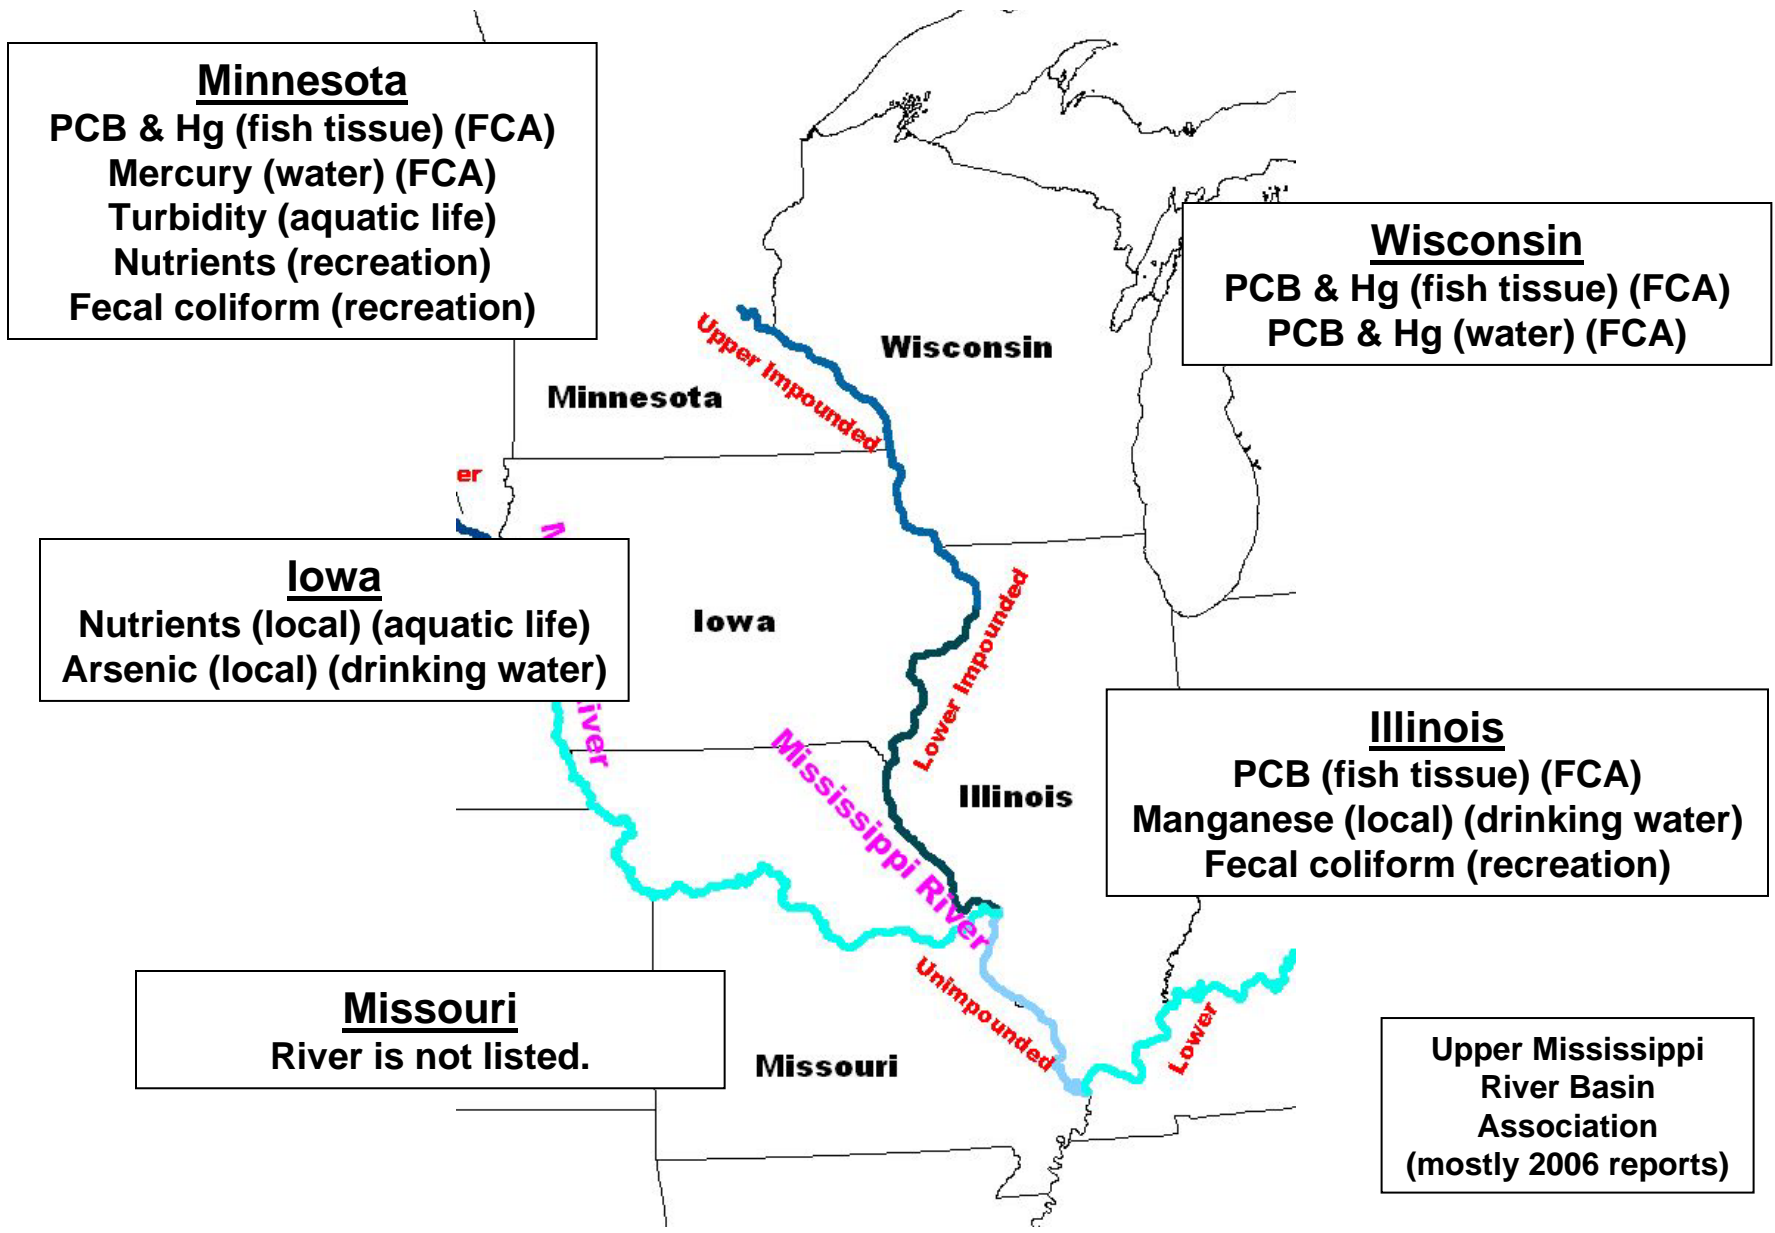 Minnesota
PCB & Hg (fish tissue) (FCA)
Mercury (water) (FCA)
Turbidity (aquatic life)
Nutrients (recreation)
Fecal coliform (recreation)
Wisconsin
PCB & Hg (fish tissue) (FCA)
PCB & Hg (water) (FCA)
Upper Impounded
Wisconsin
Minnesota
er
Iowa
Nutrients (local) (aquatic life)
Arsenic (local) (drinking water)
Iowa
Lower Impounded
River
Mississippi River
Illinois
Illinois
PCB (fish tissue) (FCA)
Manganese (local) (drinking water)
Fecal coliform (recreation)
Missouri
River is not listed.
Unimpounded
Missouri
Lower
Upper Mississippi
River Basin
Association
(mostly 2006 reports)